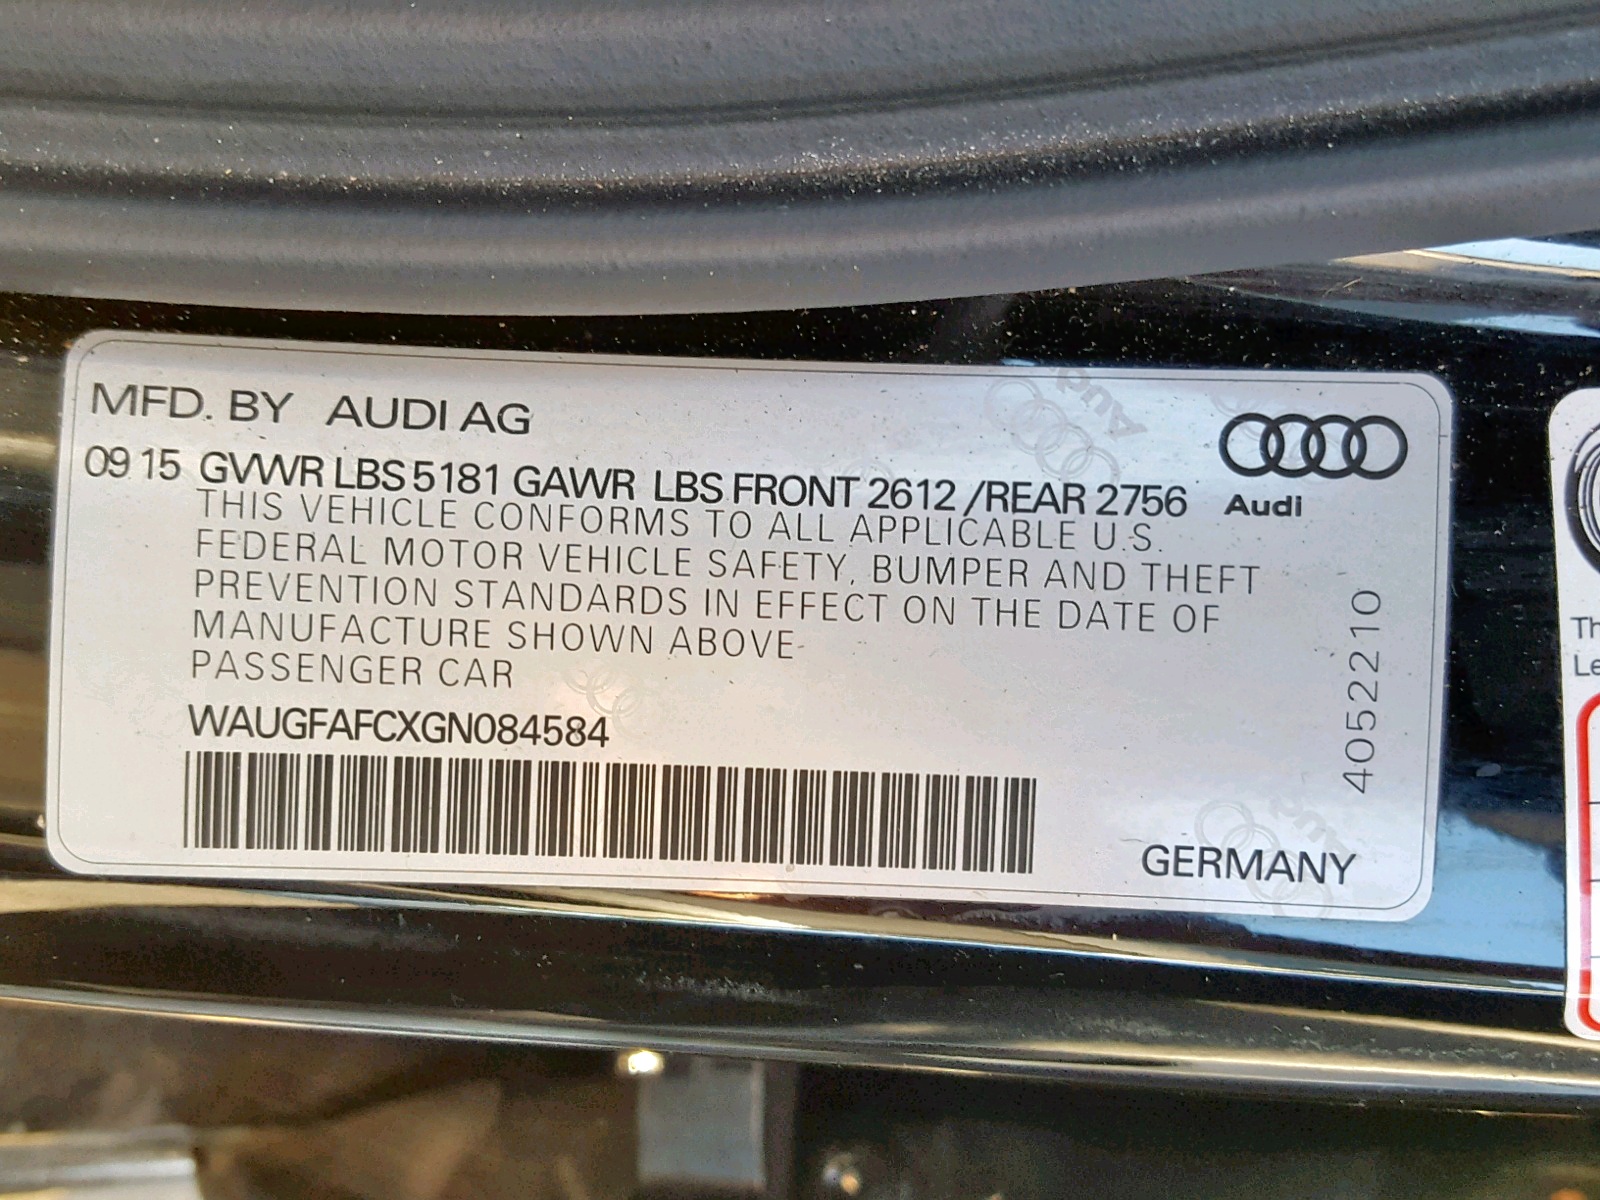 MFD. BY AUDI AG
09 15 GVWR LBS 5181 GAWR LBS FRONT 2612 /REAR 2756
Audi
THIS VEHICLE CONFORMS TO ALL APPLICABLE U.S.
FEDERAL MOTOR VEHICLE SAFETY, BUMPER AND THEFT
PREVENTION STANDARDS IN EFFECT ON THE DATE OF
MANUFACTURE SHOWN ABOVE
PASSENGER CAR
WAUGFAFCXGN084584
4052210
GERMANY